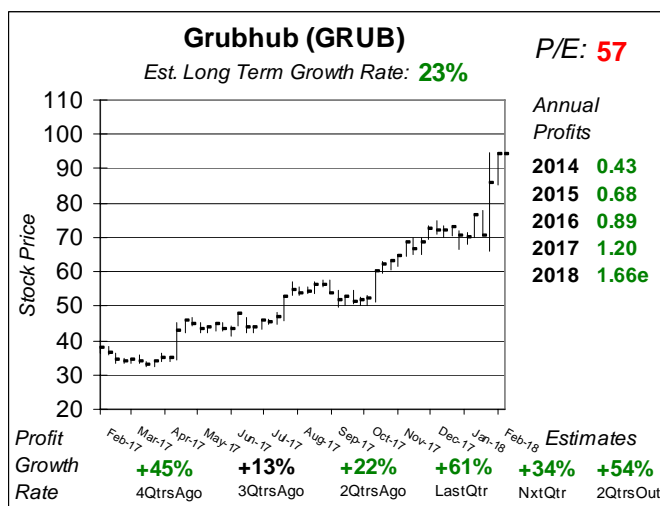 Grubhub (GRUB)
P/E: 57
Est. Long Term Growth Rate: 23%
Annual
Profits
2014 0.43
2015 0.68
2016 0.89
2017 1.20
2018 1.66e
Stock Price
110
100
90
80
70
60
50
40
30
20
Feb-17 Mar-17 Apr-17 May-17 Jun-17 Jul-17 Aug-17 Sep-17 Oct-17 Nov-17 Dec-17 Jan-18 Feb-18
Profit Estimates
Growth +45% +13% +22% +61% +34% +54%
Rate 4QtrsAgo 3QtrsAgo 2QtrsAgo LastQtr NxtQtr 2QtrsOut